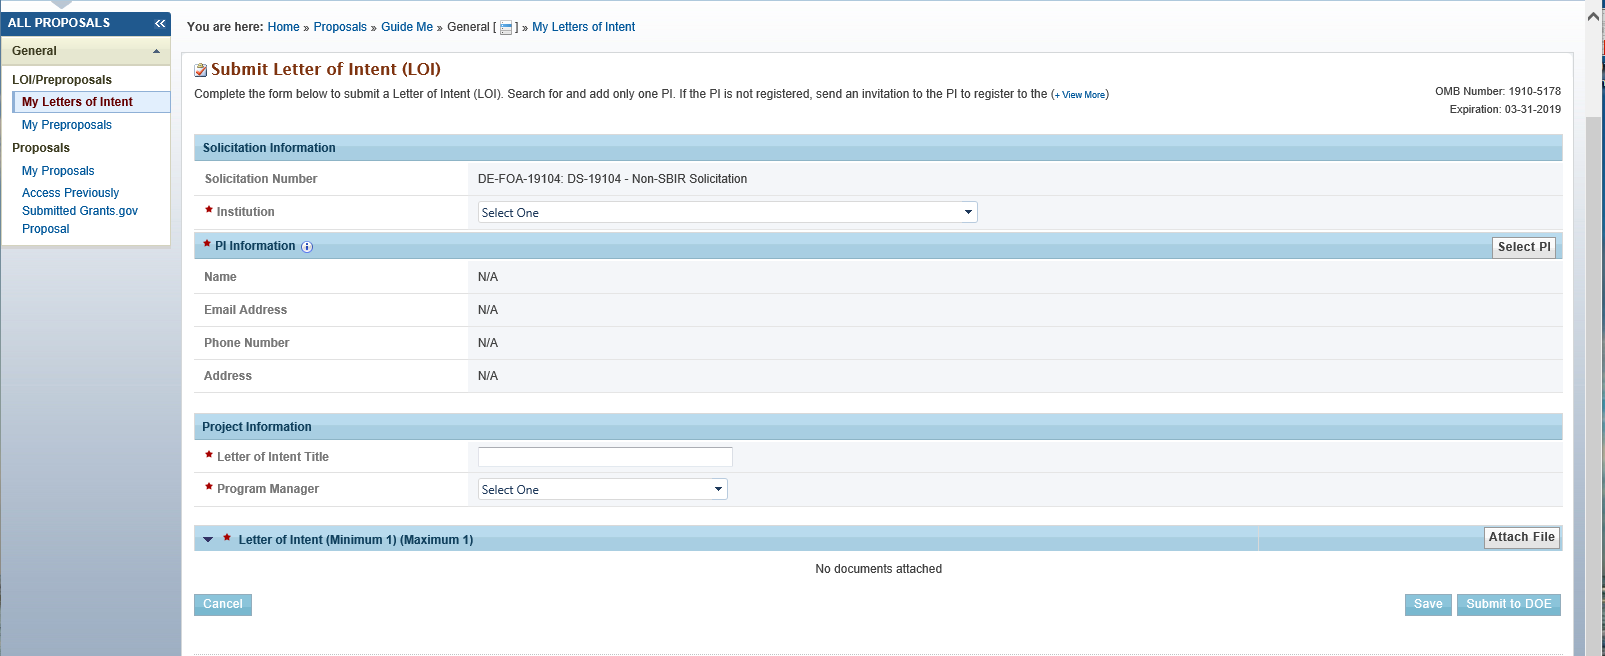 ALL PROPOSALS «
General
LOI/Preproposals
My Letters of Intent
My Preproposals
Proposals
My Proposals
Access Previously
Submitted Grants.gov
Proposal
You are here: Home » Proposals » Guide Me » General [ ] » My Letters of Intent
Submit Letter of Intent (LOI)
Complete the form below to submit a Letter of Intent (LOI). Search for and add only one PI. If the PI is not registered, send an invitation to the PI to register to the (+ View More)
OMB Number: 1910-5178
Expiration: 03-31-2019
Solicitation Information
Solicitation Number DE-FOA-19104: DS-19104 - Non-SBIR Solicitation
* Institution Select One
* PI Information i Select PI
Name N/A
Email Address N/A
Phone Number N/A
Address N/A
Project Information
* Letter of Intent Title
* Program Manager Select One
* Letter of Intent (Minimum 1) (Maximum 1) Attach File
No documents attached
Cancel Save Submit to DOE